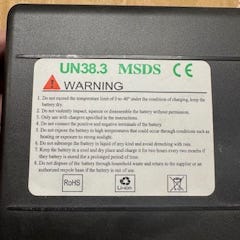 UN38.3 MSDS CE
WARNING
1. Do not exceed the temperature limit of 0 to 40° under the condition of charging, keep the
battery dry.
2. Do not violently impact, squeeze or disassemble the battery without permission.
3. Only use with chargers specified in the instructions.
4. Do not connect the positive and negative terminals of the battery.
5. Do not expose the battery to high temperatures that could occur through situations such as
heating or exposure to strong sunlight.
6. Do not submerge the battery in liquid of any kind and avoid drenching with rain.
7. Keep the battery in a cool and dry place and charge it for two hours every two months if
they battery is stored for a prolonged period of time.
8. Do not dispose of the battery through household waste and return to the supplier or an
authorized recycle base if the battery is out of use.
RoHS
Li-ion